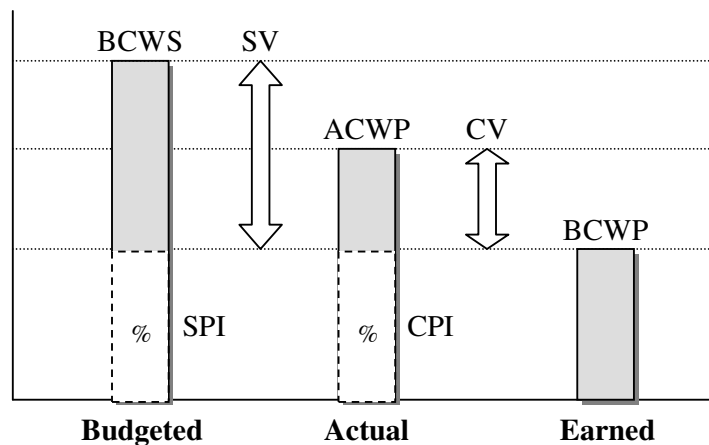 BCWS SV
ACWP CV
BCWP
% SPI % CPI
Budgeted Actual Earned